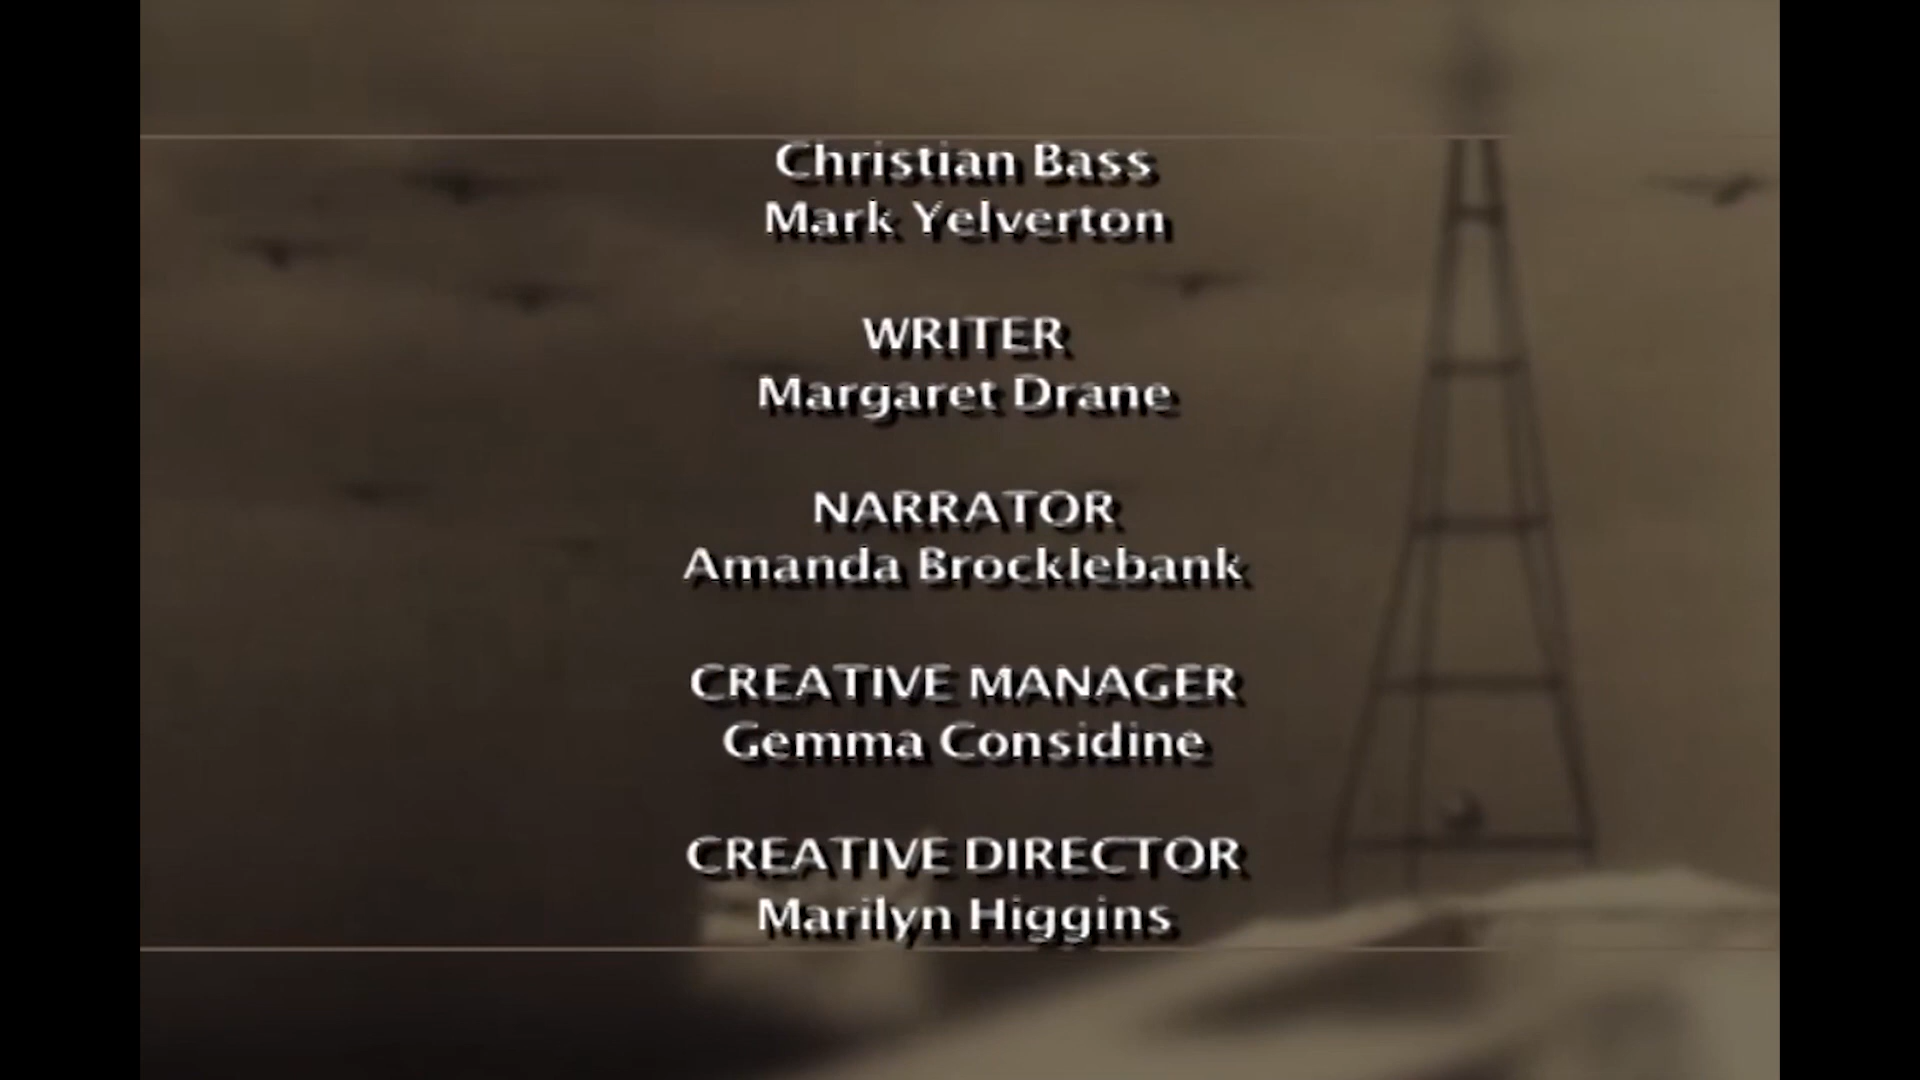 Christian Bass
Mark Yelverton
WRITER
Margaret Drane
NARRATOR
Amanda Brocklebank
CREATIVE MANAGER
Gemma Considine
CREATIVE DIRECTOR
Marilyn Higgins